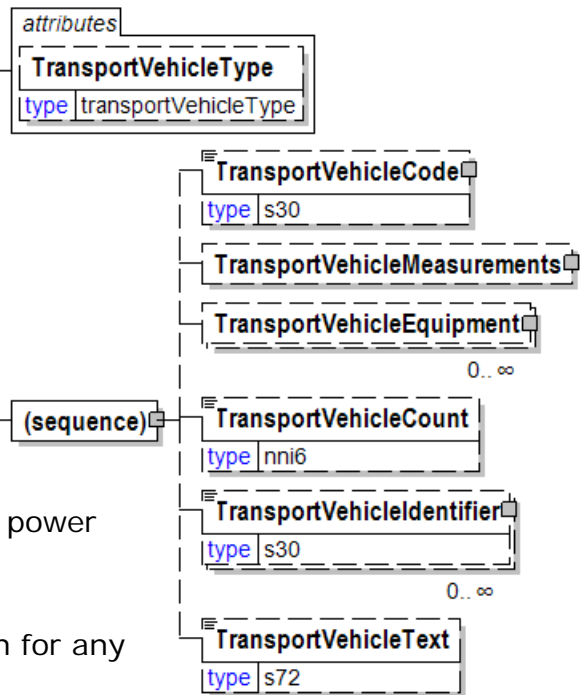 attributes
TransportVehicleType
type transportVehicleType
TransportVehicleCode
type s30
TransportVehicleMeasurements
TransportVehicleEquipment
0.. ∞
(sequence)
TransportVehicleCount
type nni6
power
TransportVehicleIdentifier
type s30
0.. ∞
for any
TransportVehicleText
type s72